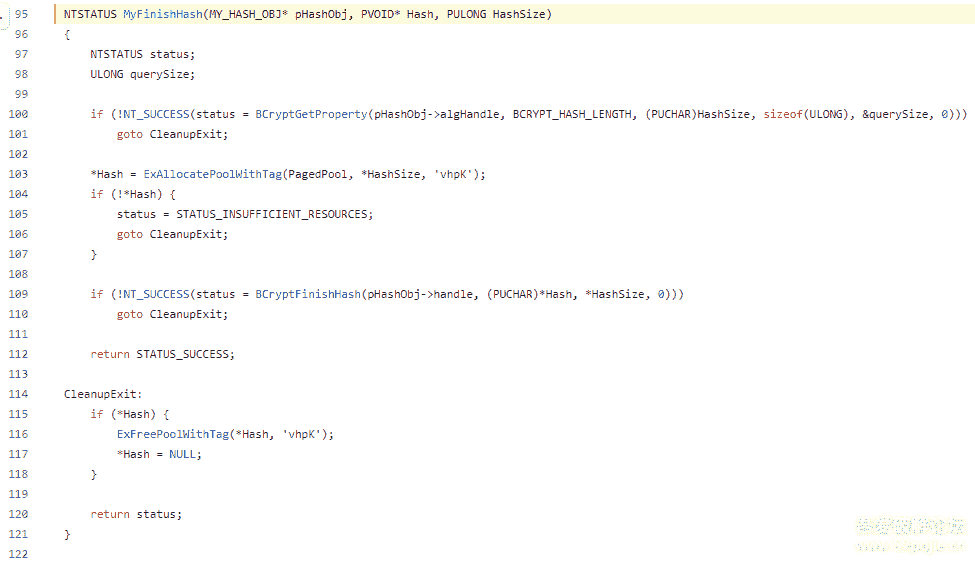 95 NTSTATUS MyFinishHash(MY_HASH_OBJ* pHashObj, PVOID* Hash, PULONG HashSize)
96 {
97 NTSTATUS status;
98 ULONG querySize;
99
100 if (!NT_SUCCESS(status = BCryptGetProperty(pHashObj->algHandle, BCRYPT_HASH_LENGTH, (PUCHAR)HashSize, sizeof(ULONG), &querySize, 0)))
101 goto CleanupExit;
102
103 *Hash = ExAllocatePoolWithTag(PagedPool, *HashSize, 'vhpK');
104 if (!*Hash) {
105 status = STATUS_INSUFFICIENT_RESOURCES;
106 goto CleanupExit;
107 }
108
109 if (!NT_SUCCESS(status = BCryptFinishHash(pHashObj->handle, (PUCHAR)*Hash, *HashSize, 0)))
110 goto CleanupExit;
111
112 return STATUS_SUCCESS;
113
114 CleanupExit:
115 if (*Hash) {
116 ExFreePoolWithTag(*Hash, 'vhpK');
117 *Hash = NULL;
118 }
119
120 return status;
121 }
122